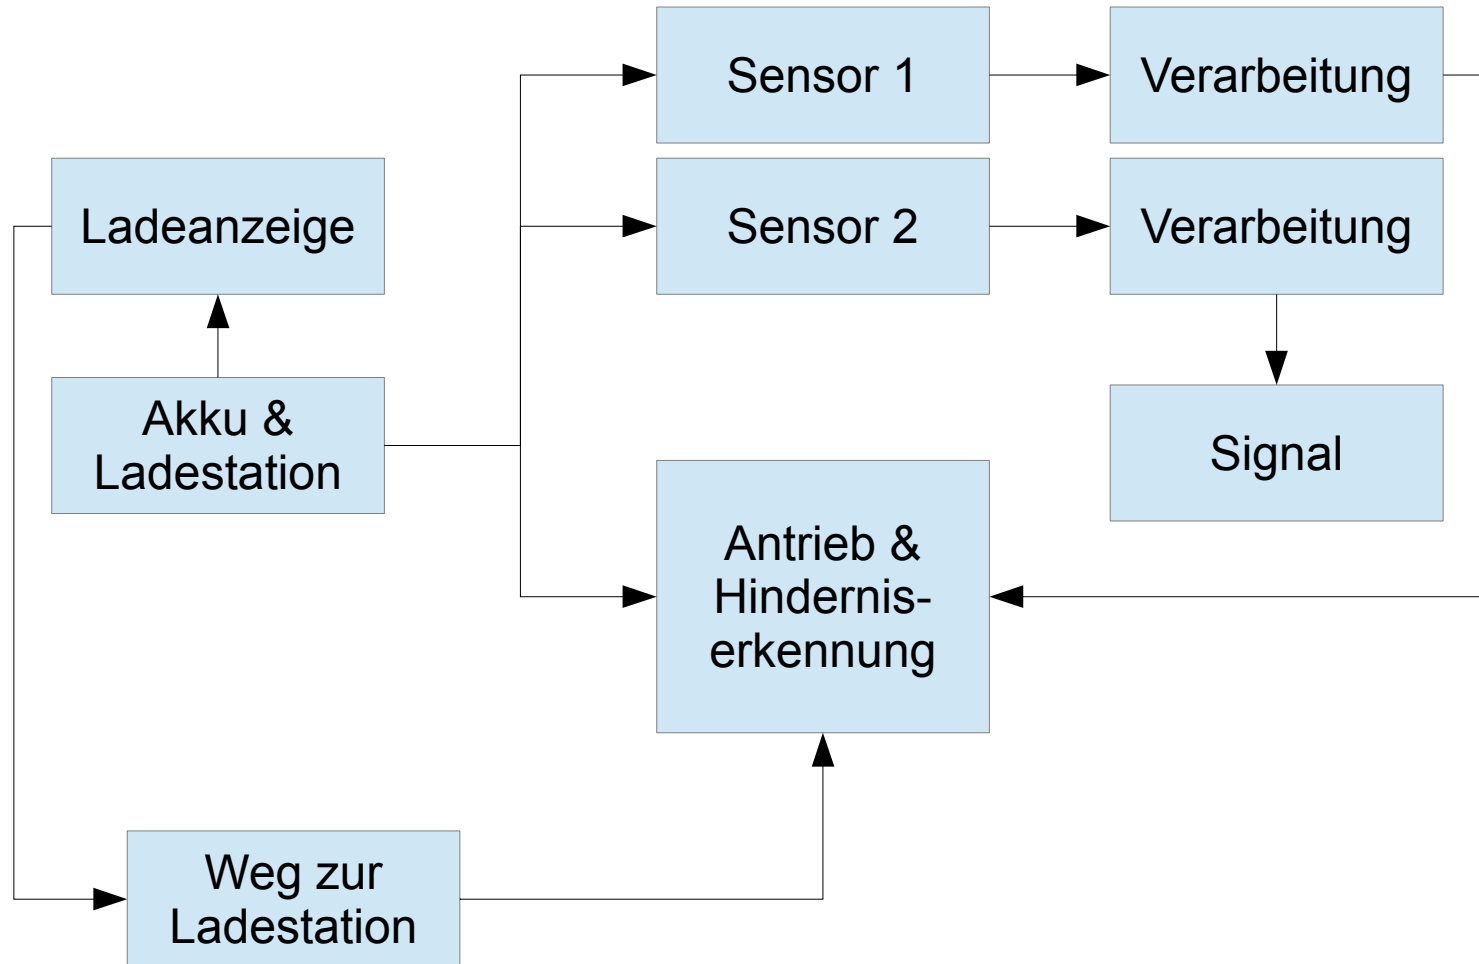 Sensor 1
Verarbeitung
Ladeanzeige
Sensor 2
Verarbeitung
Akku &
Ladestation
Signal
Antrieb &
Hindernis-
erkennung
Weg zur
Ladestation